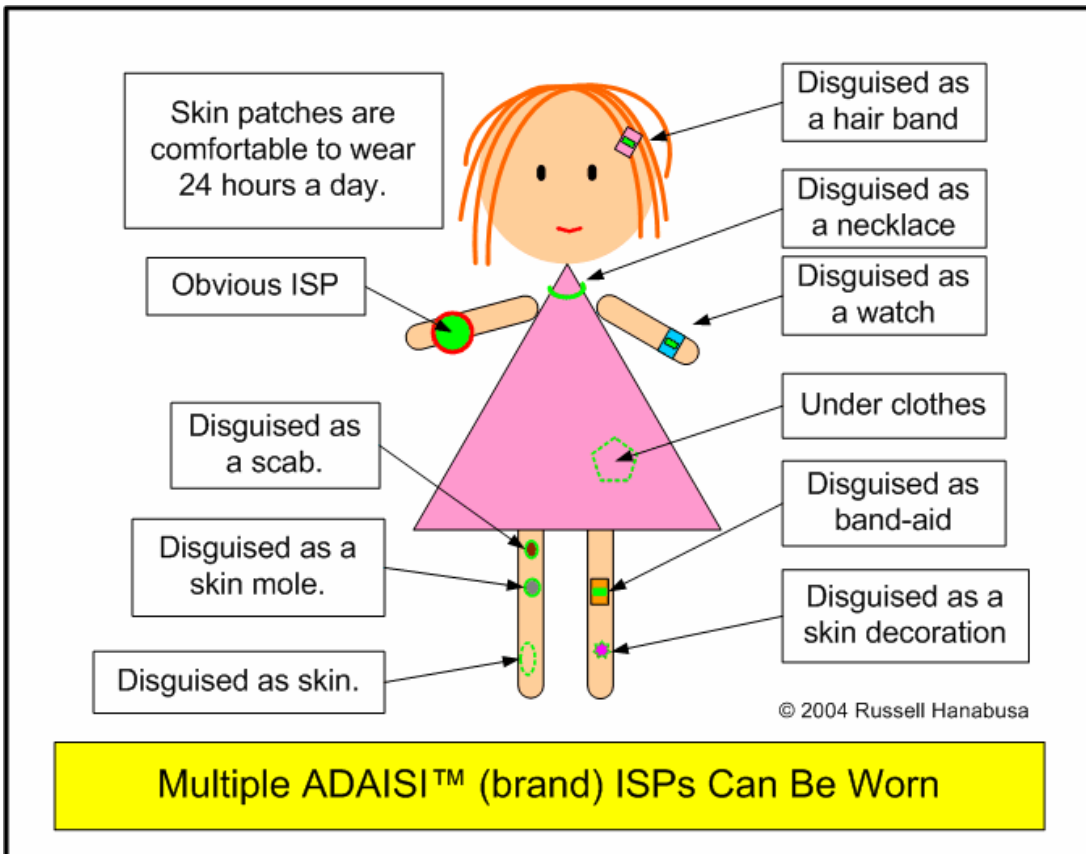 Skin patches are
comfortable to wear
24 hours a day.
Obvious ISP
Disguised as
a scab.
Disguised as a
skin mole.
Disguised as skin.
Disguised as
a hair band
Disguised as
a necklace
Disguised as
a watch
Under clothes
Disguised as
band-aid
Disguised as a
skin decoration
© 2004 Russell Hanabusa
Multiple ADAISI™ (brand) ISPs Can Be Worn